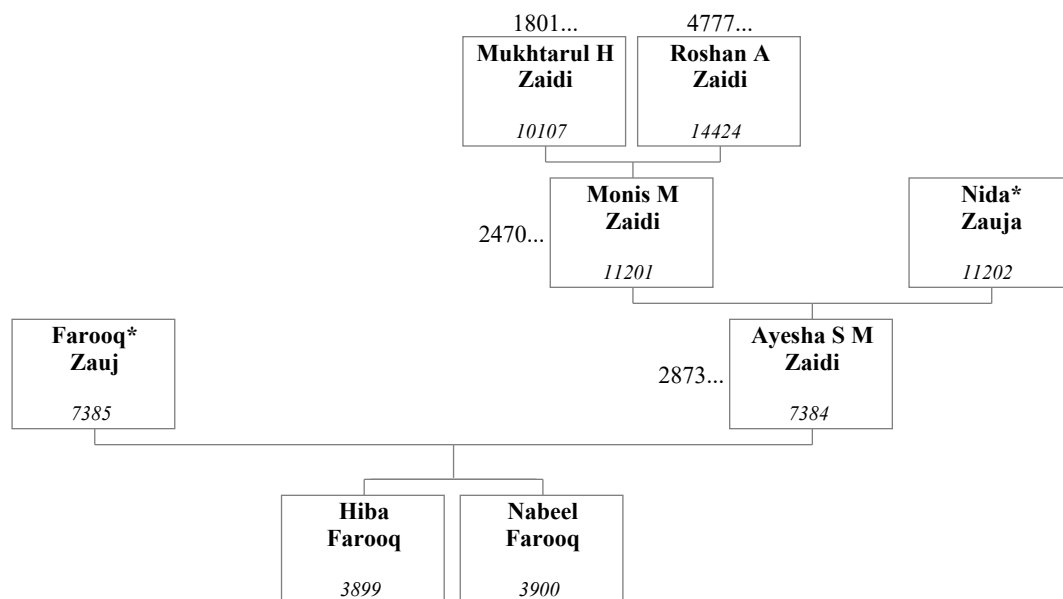 1801...
4777...
Mukhtarul H
Zaidi
10107
Roshan A
Zaidi
14424
2470...
Monis M
Zaidi
11201
Nida*
Zauja
11202
Farooq*
Zauj
7385
2873...
Ayesha S M
Zaidi
7384
Hiba
Farooq
3899
Nabeel
Farooq
3900